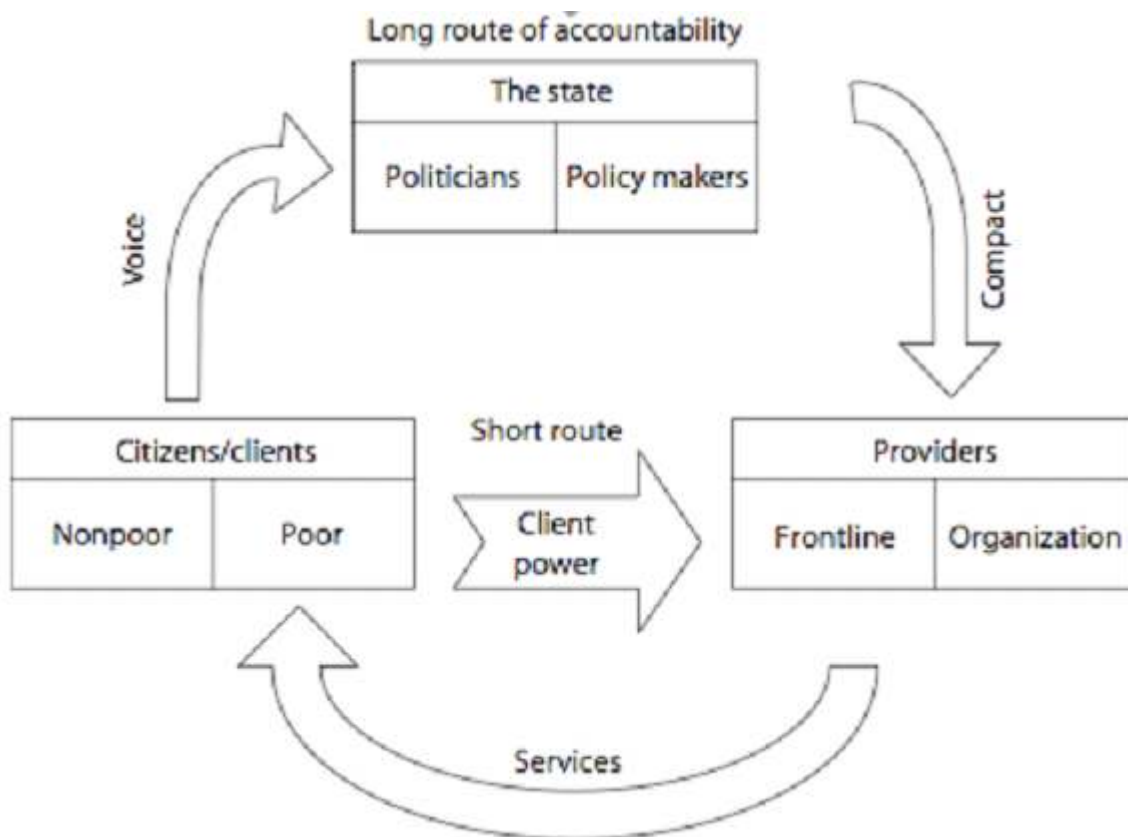 Long route of accountability
The state
Politicians
Policy makers
Voice
Compact
Citizens/clients
Nonpoor
Poor
Short route
Client
power
Providers
Frontline
Organization
Services